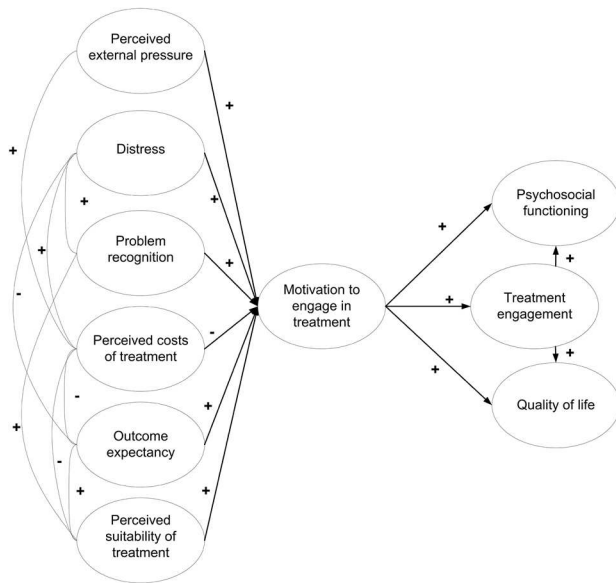 Perceived
external pressure
+
+
Distress
+
+
Psychosocial
functioning
+
+
Problem
recognition
+
+
+
-
Motivation to
engage in
treatment
+
Treatment
engagement
Perceived costs
of treatment
-
+
+
-
+
Quality of life
+
Outcome
expectancy
-
+
+
Perceived
suitability of
treatment